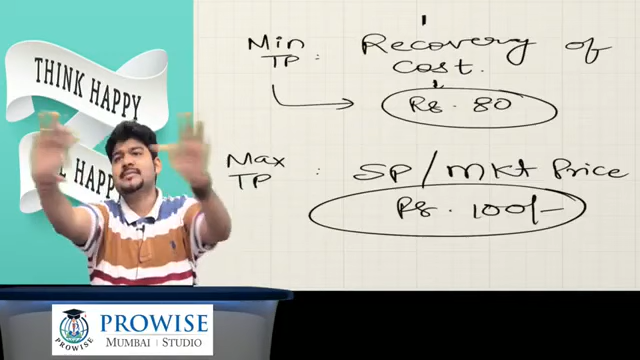 THINK HAPPY
E HAPP
Min TP : Recovery of cost.
Rs. 80
Max TP : SP / Mkt Price
Rs. 100/-
PROWISE
PROWISE
MUMBAI | STUDIO